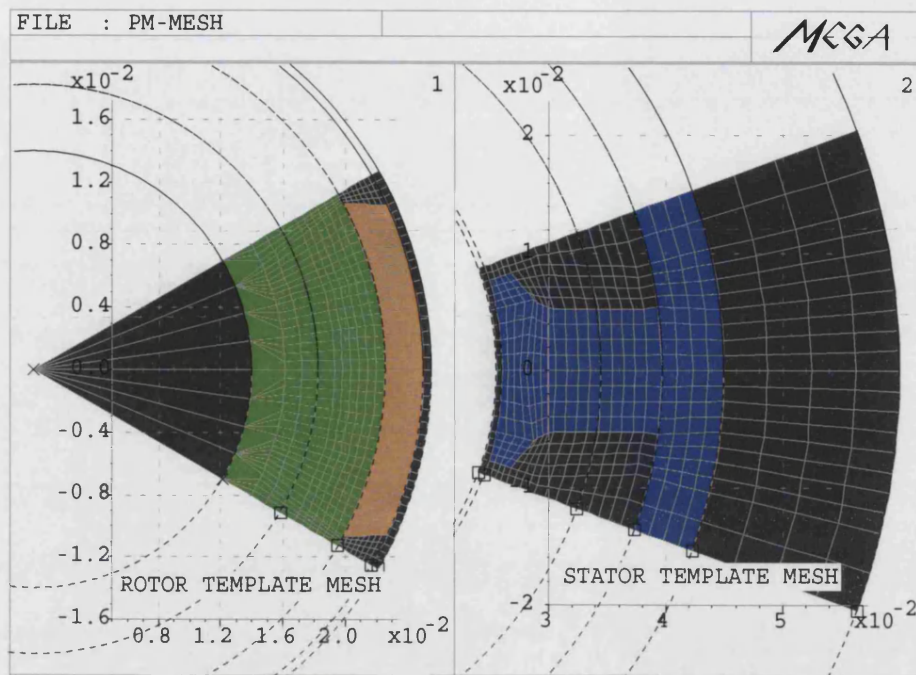 FILE : PM-MESH
MEGA
x10-2
1
1.6
1.2
0.8
0.4
0.0
-0.4
-0.8
-1.2
-1.6
0.8 1.2 1.6 2.0 x10-2
ROTOR TEMPLATE MESH
x10-2
2
2
1
0
-2
3 4 5 x10-2
STATOR TEMPLATE MESH